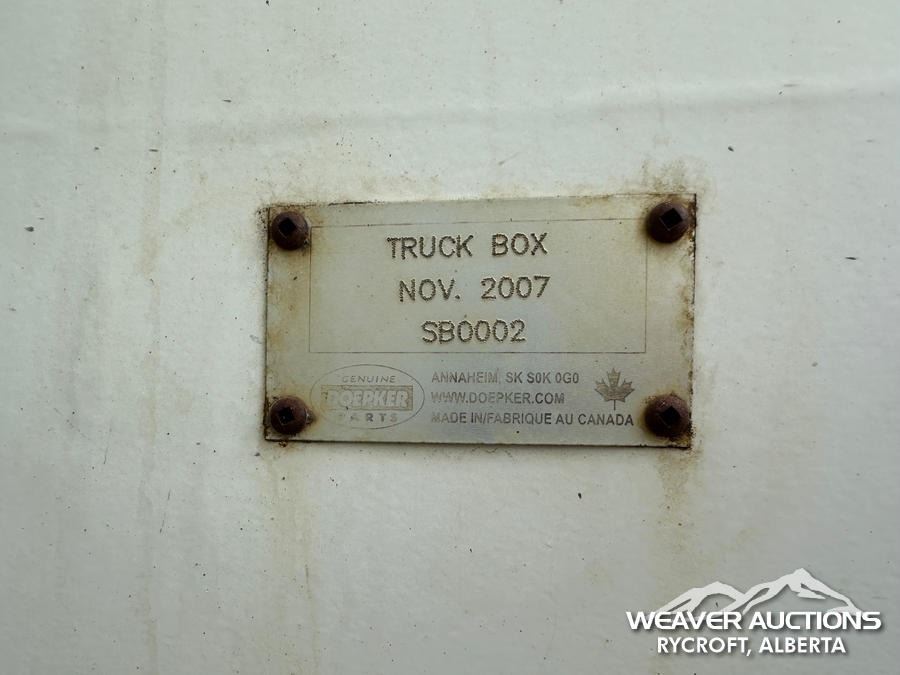 TRUCK BOX
NOV. 2007
SB0002
GENUINE
DOEPKER
PARTS
ANNAHEIM, SK S0K 0G0
WWW.DOEPKER.COM
MADE IN/FABRIQUE AU CANADA
WEAVER AUCTIONS
RYCROFT, ALBERTA